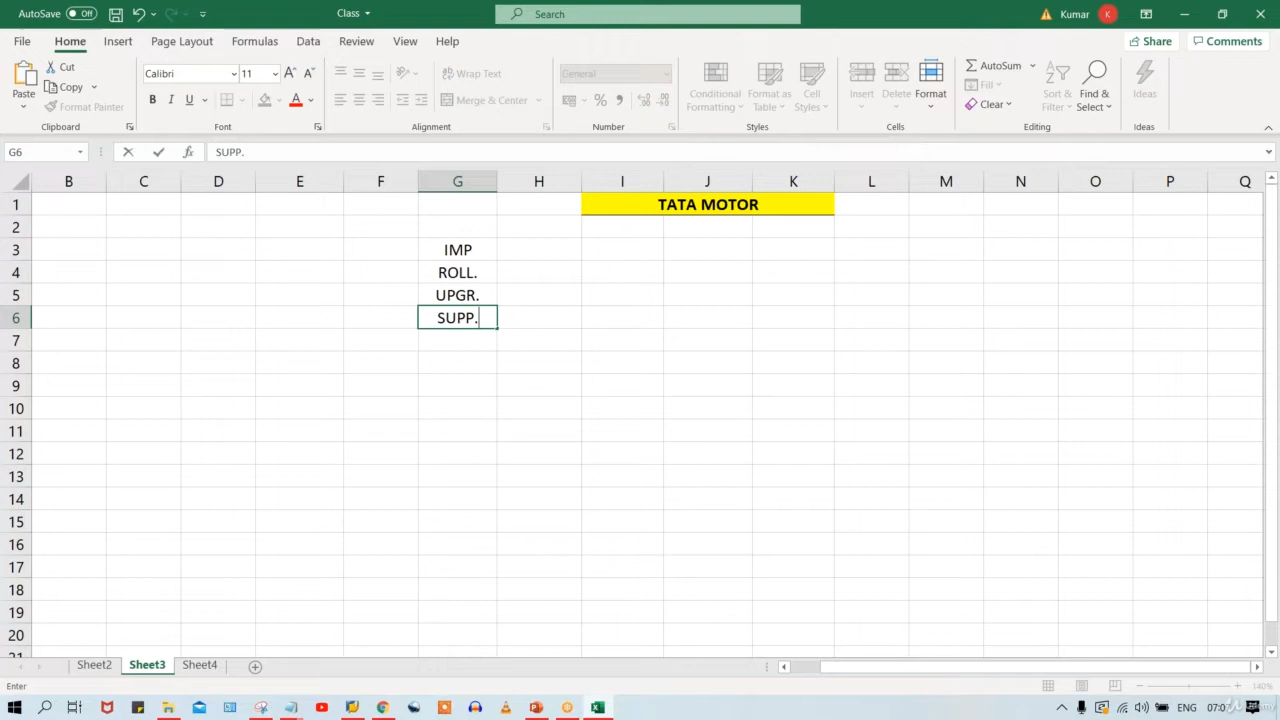 AutoSave Off Class Search Kumar K
File Home Insert Page Layout Formulas Data Review View Help Share Comments
Paste Cut Copy Format Painter Clipboard
Calibri 11 B I U A Font
Wrap Text Merge & Center Alignment
General % Number
Conditional Formatting Format as Table Cell Styles Styles
Insert Delete Format Cells
AutoSum Fill Clear Sort & Filter Find & Select Editing
Ideas Ideas
G6 fx SUPP.
B C D E F G H I J K L M N O P Q
1 TATA MOTOR
2
3 IMP
4 ROLL.
5 UPGR.
6 SUPP.
7
8
9
10
11
12
13
14
15
16
17
18
19
20
21
Sheet2 Sheet3 Sheet4
Enter 140%
ENG Udemy